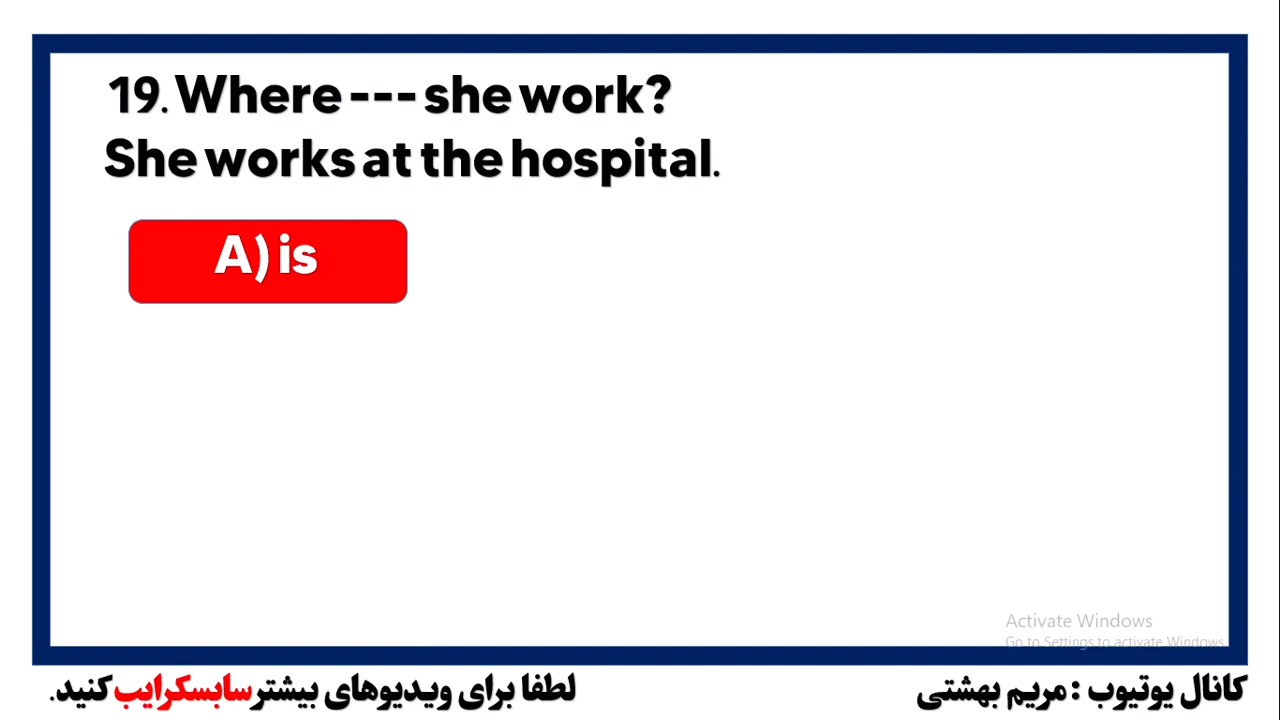 19. Where --- she work?
She works at the hospital.
A) is
Activate Windows
Go to Settings to activate Windows.
کانال یوتیوب : مریم بهشتی
لطفا برای ویدیوهای بیشتر سابسکرایب کنید.